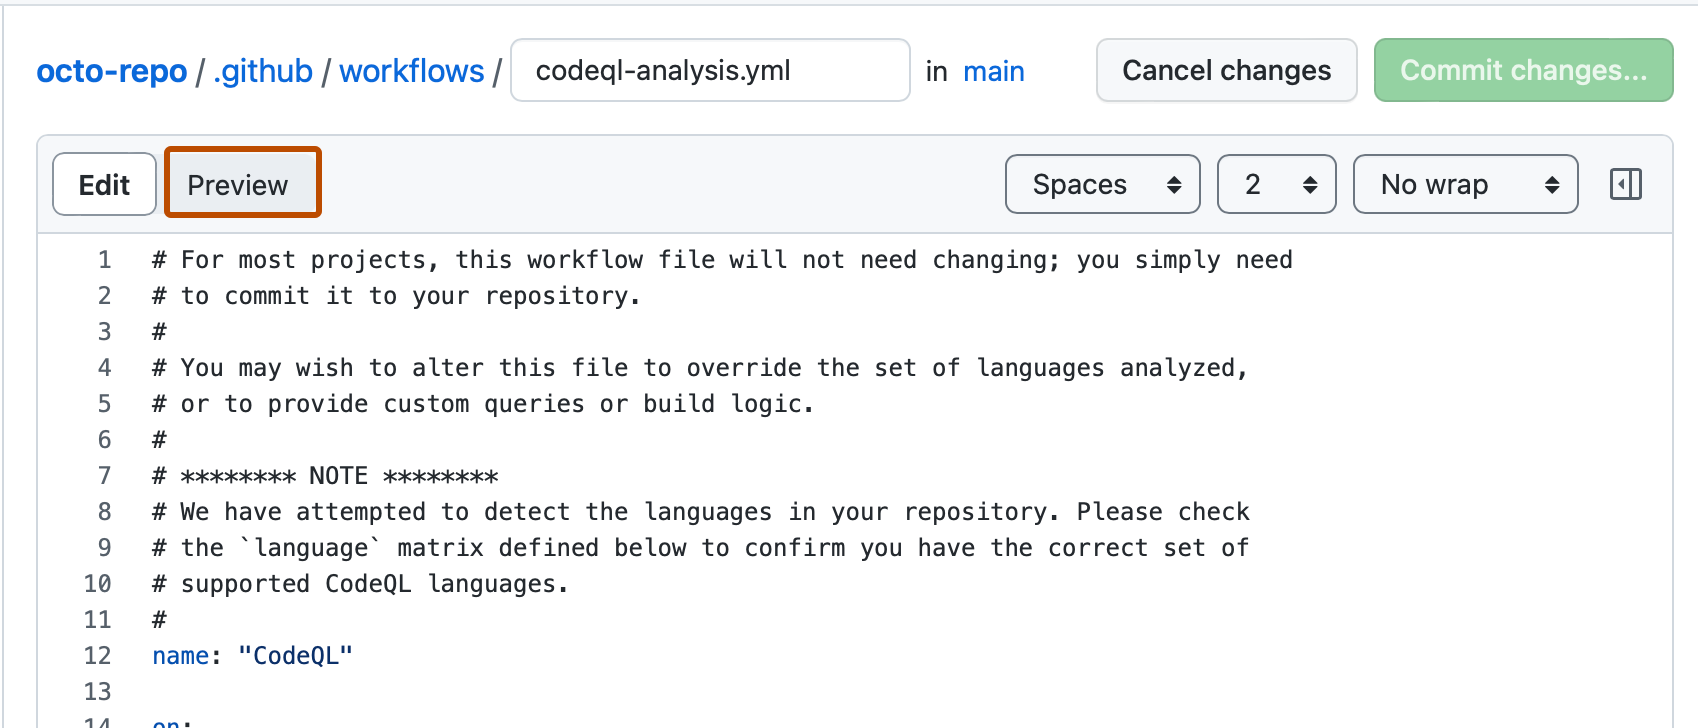 octo-repo / .github / workflows / codeql-analysis.yml in main Cancel changes Commit changes...
Edit Preview Spaces 2 No wrap
1 # For most projects, this workflow file will not need changing; you simply need
2 # to commit it to your repository.
3 #
4 # You may wish to alter this file to override the set of languages analyzed,
5 # or to provide custom queries or build logic.
6 #
7 # ******** NOTE ********
8 # We have attempted to detect the languages in your repository. Please check
9 # the `language` matrix defined below to confirm you have the correct set of
10 # supported CodeQL languages.
11 #
12 name: "CodeQL"
13
14 on: